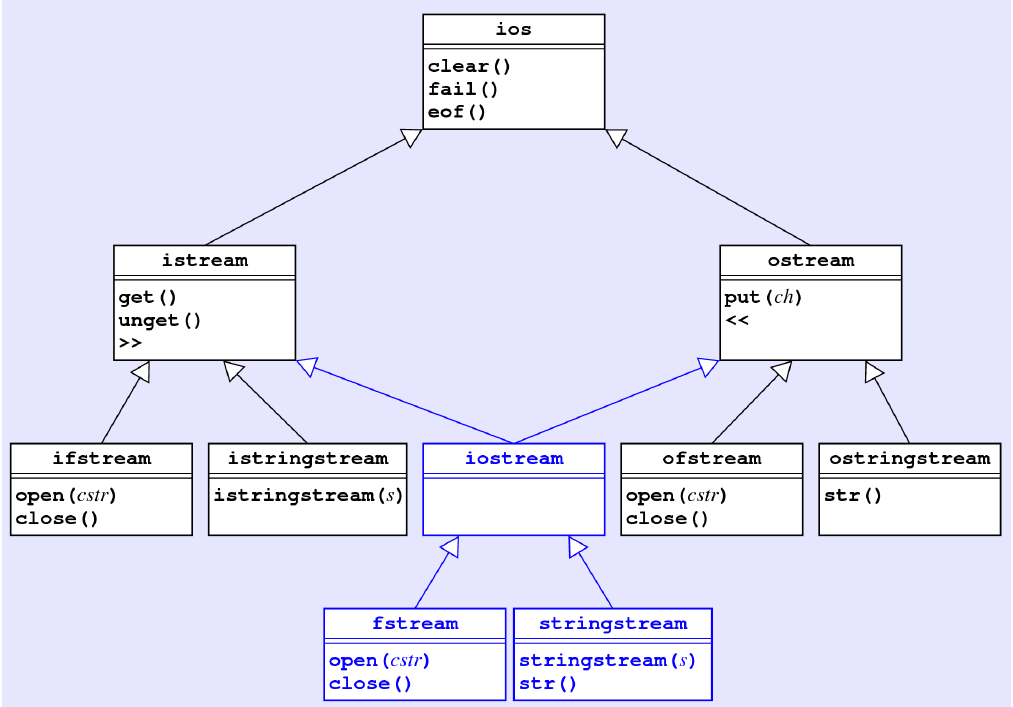 ios
clear()
fail()
eof()
istream
get()
unget()
>>
ostream
put(ch)
<<
ifstream
open(cstr)
close()
istringstream
istringstream(s)
iostream
ofstream
open(cstr)
close()
ostringstream
str()
fstream
open(cstr)
close()
stringstream
stringstream(s)
str()